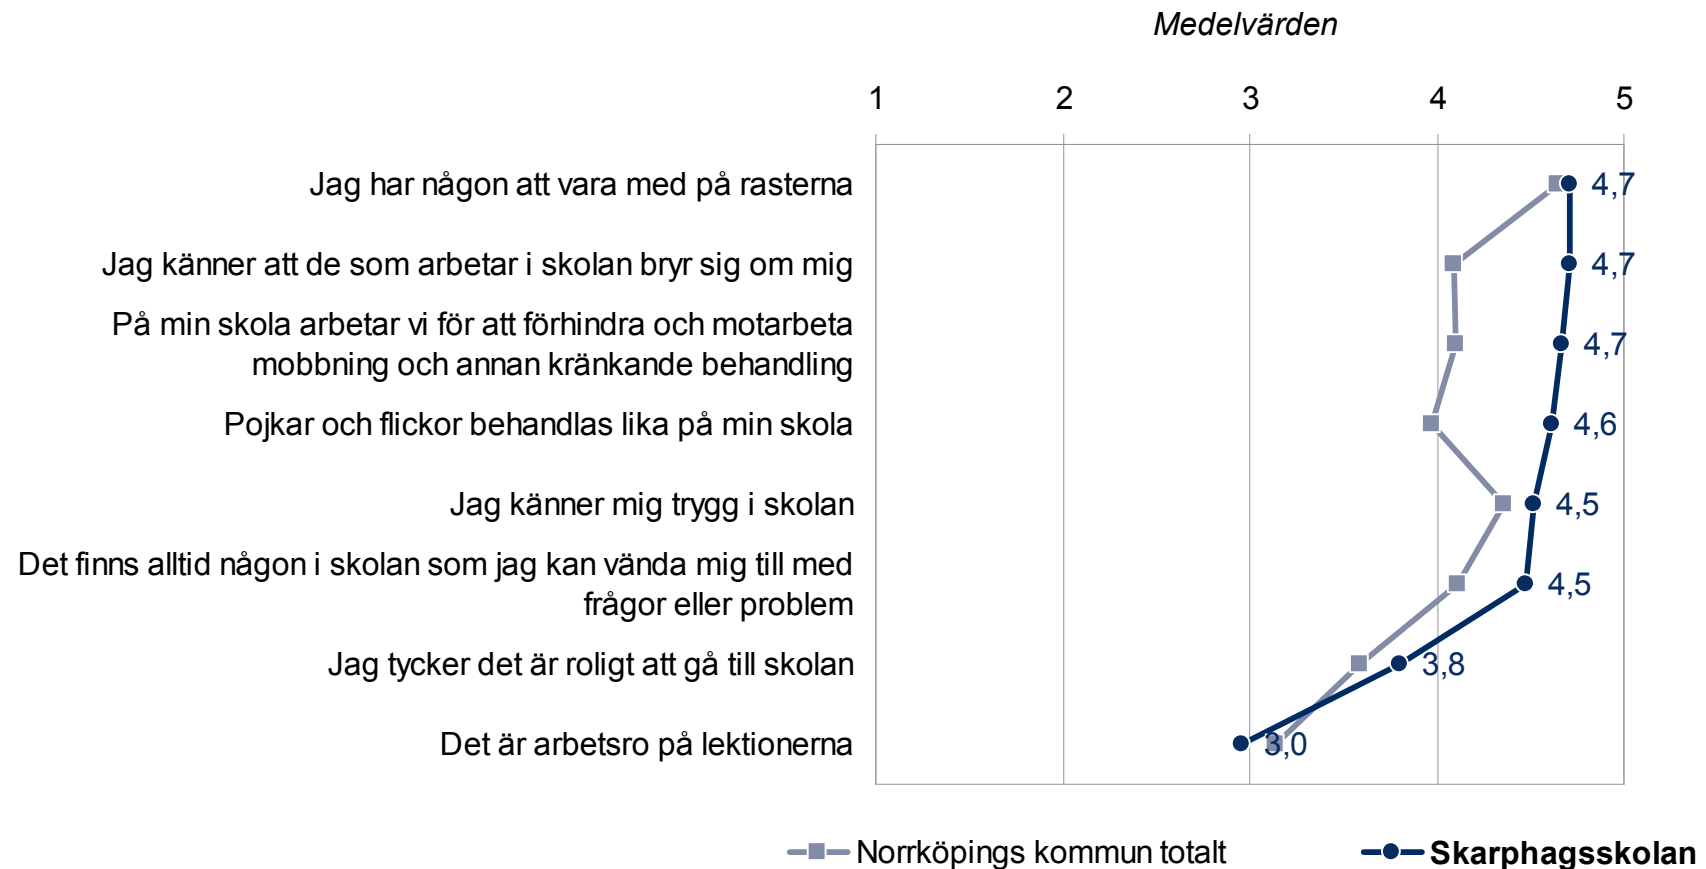 Medelvärden
1 2 3 4 5
Jag har någon att vara med på rasterna 4,7
Jag känner att de som arbetar i skolan bryr sig om mig 4,7
På min skola arbetar vi för att förhindra och motarbeta
mobbning och annan kränkande behandling 4,7
Pojkar och flickor behandlas lika på min skola 4,6
Jag känner mig trygg i skolan 4,5
Det finns alltid någon i skolan som jag kan vända mig till med
frågor eller problem 4,5
Jag tycker det är roligt att gå till skolan 3,8
Det är arbetsro på lektionerna 3,0
Norrköpings kommun totalt Skarphagsskolan